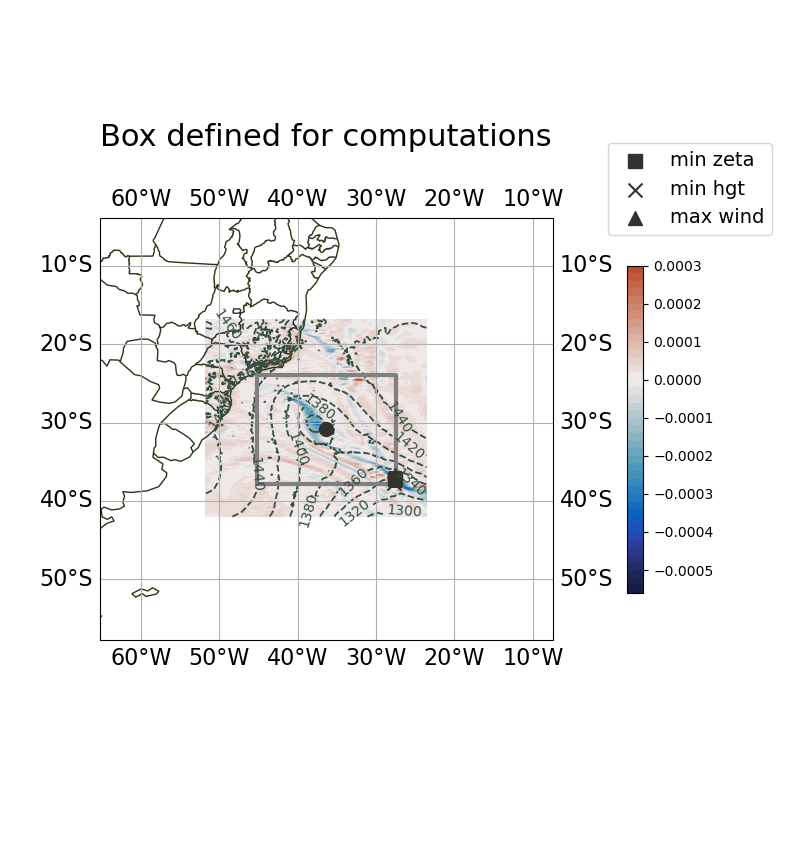 Box defined for computations
min zeta
min hgt
max wind
60°W 50°W 40°W 30°W 20°W 10°W
10°S 10°S
20°S 20°S
30°S 30°S
40°S 40°S
50°S 50°S
60°W 50°W 40°W 30°W 20°W 10°W
0.0003
0.0002
0.0001
0.0000
−0.0001
−0.0002
−0.0003
−0.0004
−0.0005
1380
1440
1420
1400
1440
1360
1380
1320
1300